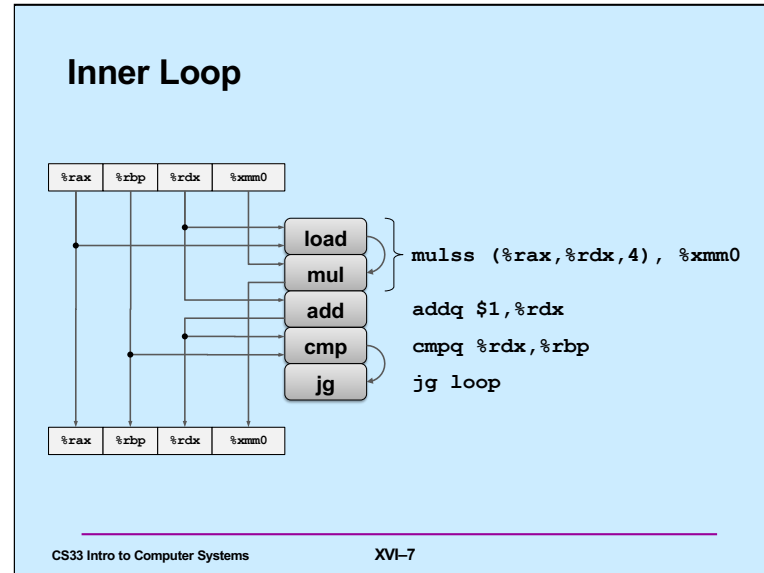 Inner Loop
%rax %rbp %rdx %xmm0
load
mul
mulss (%rax,%rdx,4), %xmm0
add addq $1,%rdx
cmp cmpq %rdx,%rbp
jg jg loop
%rax %rbp %rdx %xmm0
CS33 Intro to Computer Systems XVI–7